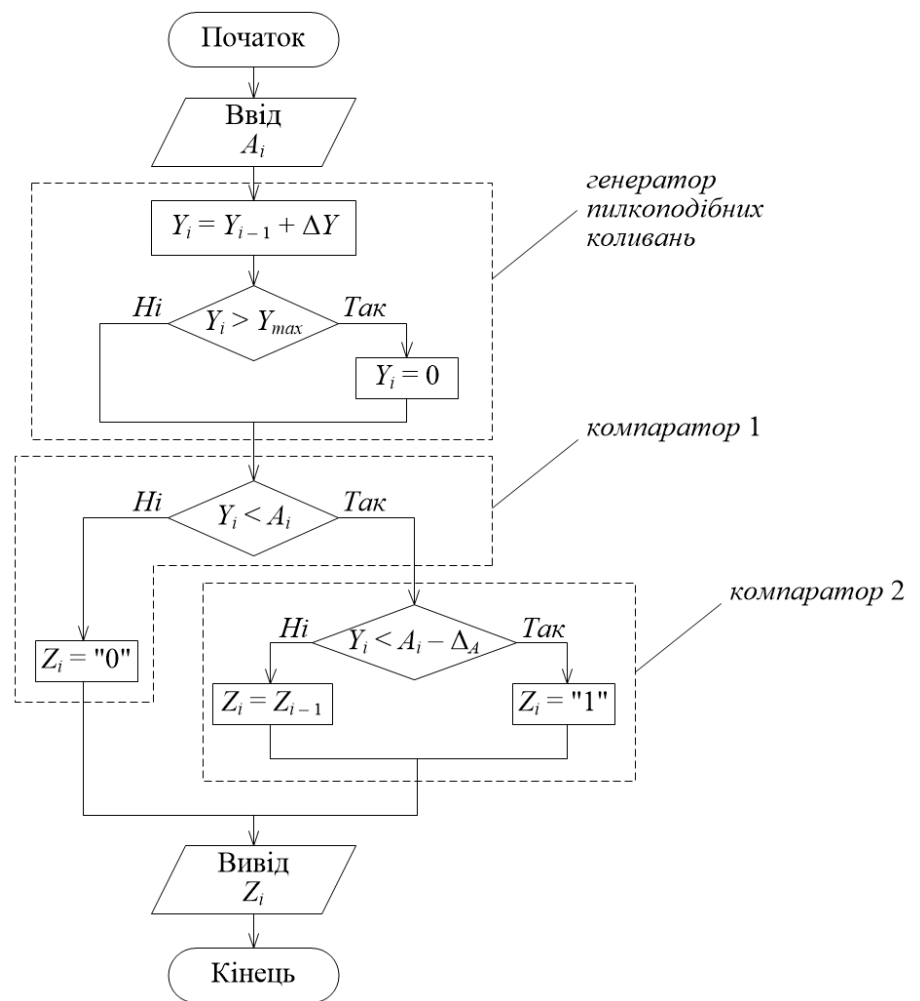 Початок
Ввід
A_i
генератор
пилкоподібних
коливань
Y_i = Y_{i – 1} + ΔY
Ні
Так
Y_i > Y_{max}
Y_i = 0
компаратор 1
Ні
Так
Y_i < A_i
компаратор 2
Ні
Так
Y_i < A_i – Δ_A
Z_i = "0"
Z_i = Z_{i – 1}
Z_i = "1"
Вивід
Z_i
Кінець